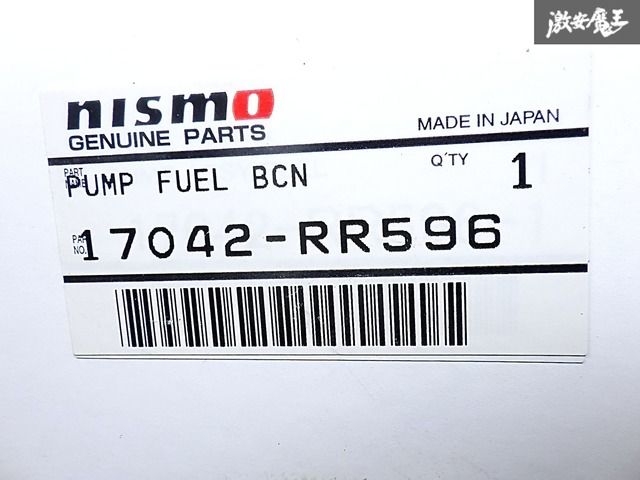 激安魔王
nismo
GENUINE PARTS
MADE IN JAPAN
PART NAME
PUMP FUEL BCN
Q'TY 1
PART NO.
17042-RR596